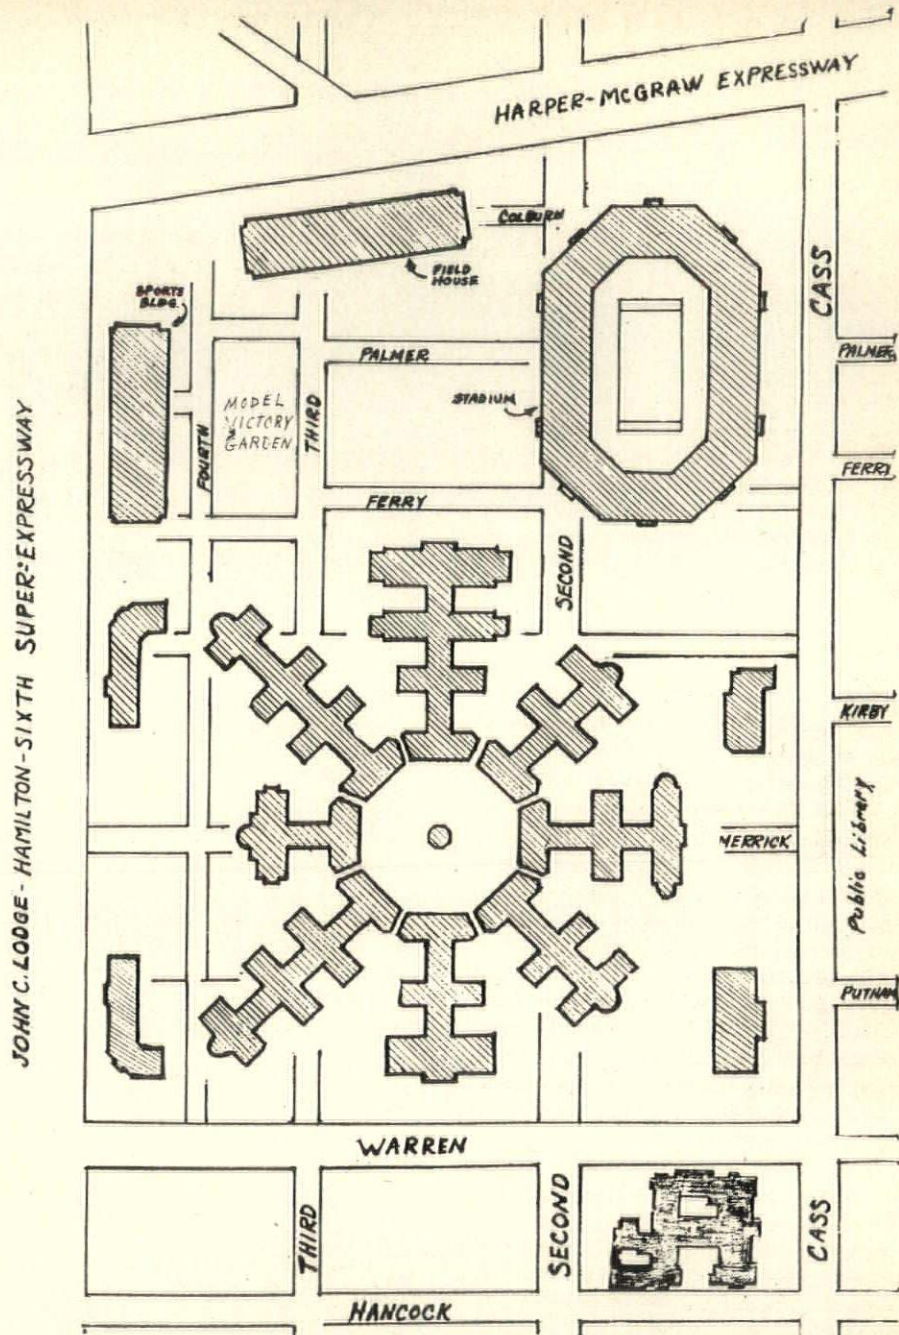 HARPER-MCGRAW EXPRESSWAY
COLBURN
FIELD
HOUSE
SPORTS
BLDG.
CASS
PALMER
PALMER
STADIUM
MODEL
VICTORY
GARDEN
THIRD
FOURTH
FERRY
FERRY
SECOND
JOHN C. LODGE-HAMILTON-SIXTH SUPER-EXPRESSWAY
KIRBY
MERRICK
Public Library
PUTNAM
WARREN
THIRD
SECOND
CASS
HANCOCK